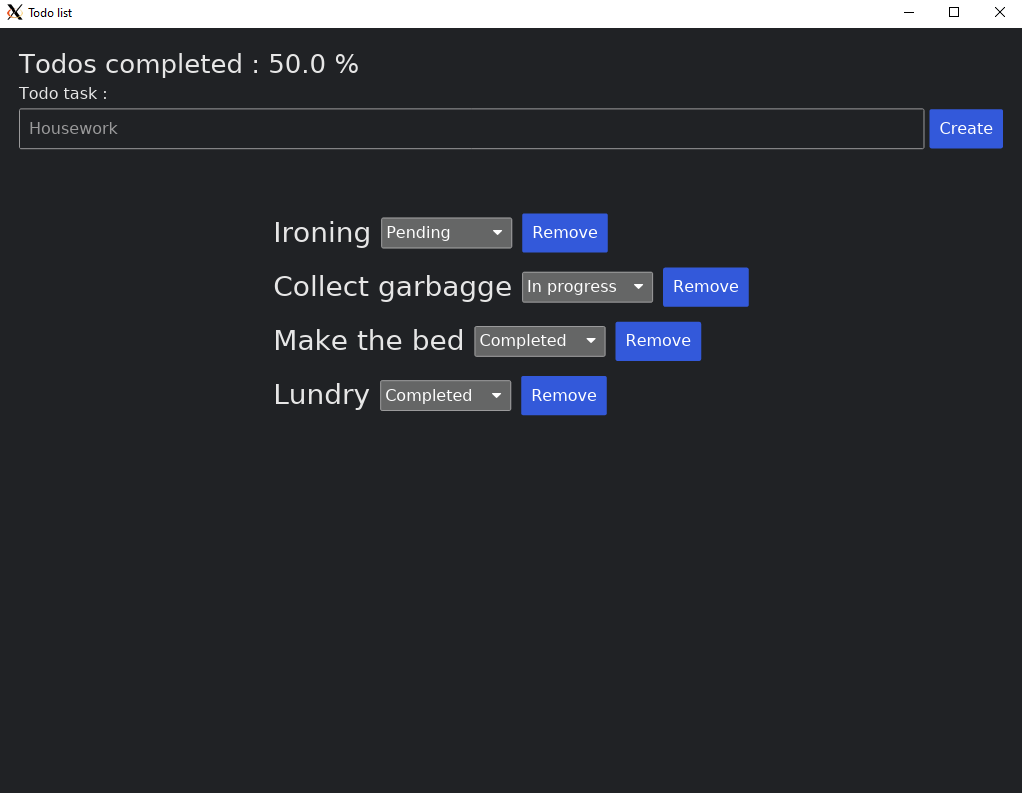 Todo list
Todos completed : 50.0 %
Todo task :
Housework
Create
Ironing Pending Remove
Collect garbagge In progress Remove
Make the bed Completed Remove
Lundry Completed Remove